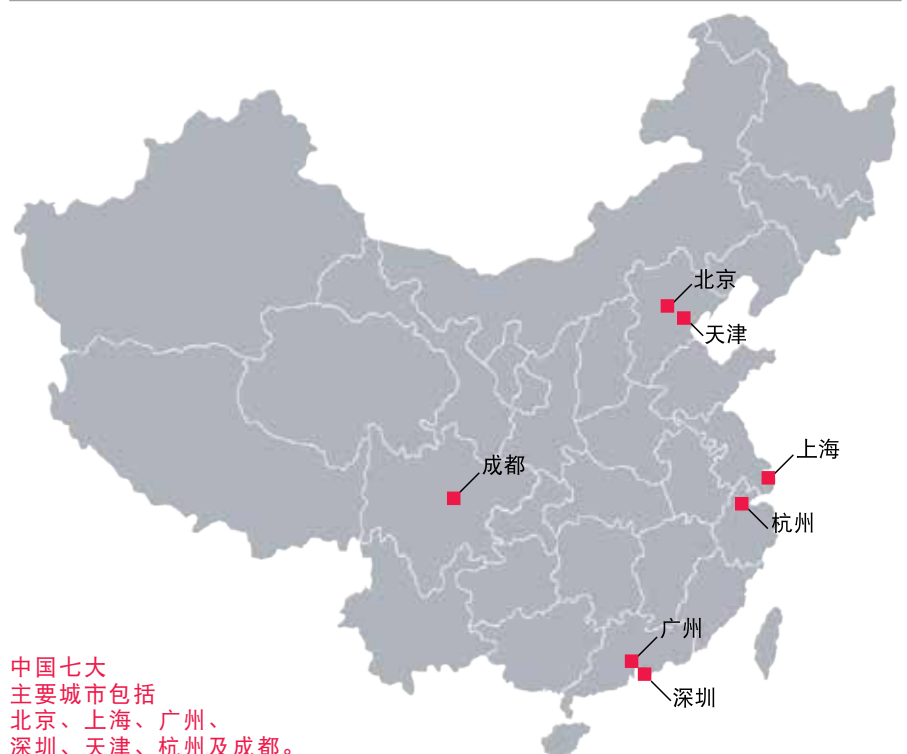 北京
天津
上海
成都
杭州
广州
深圳
中国七大
主要城市包括
北京、上海、广州、
深圳、天津、杭州及成都。